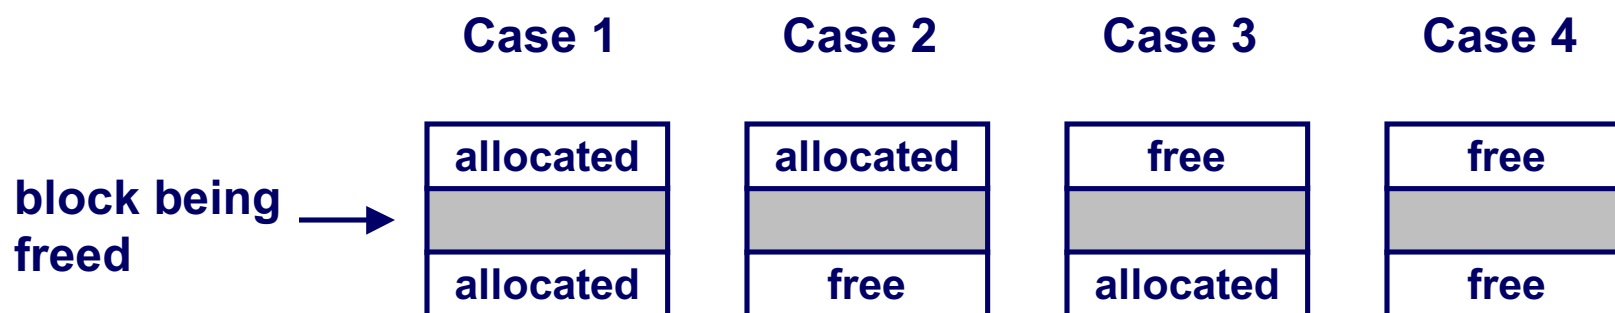 Case 1 Case 2 Case 3 Case 4
allocated allocated free free
block being
freed
allocated free allocated free